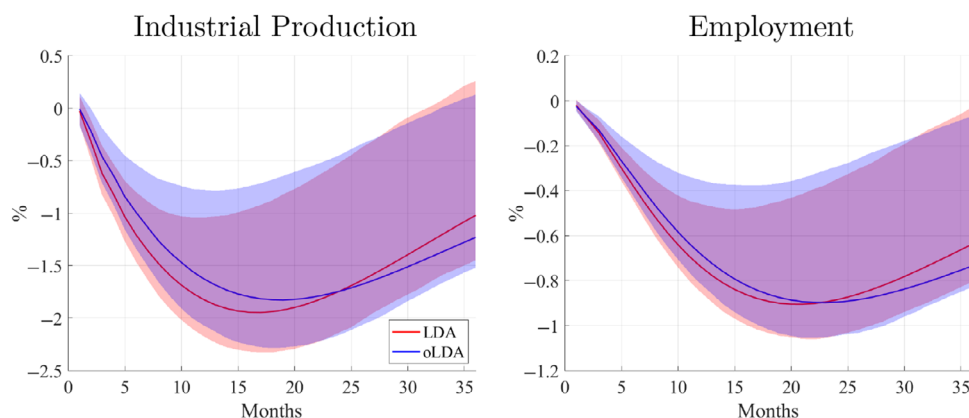 Industrial Production
0.5
0
−0.5
−1
−1.5
−2
−2.5
%
0 5 10 15 20 25 30 35
Months
LDA
oLDA
Employment
0.2
0
−0.2
−0.4
−0.6
−0.8
−1
−1.2
%
0 5 10 15 20 25 30 35
Months